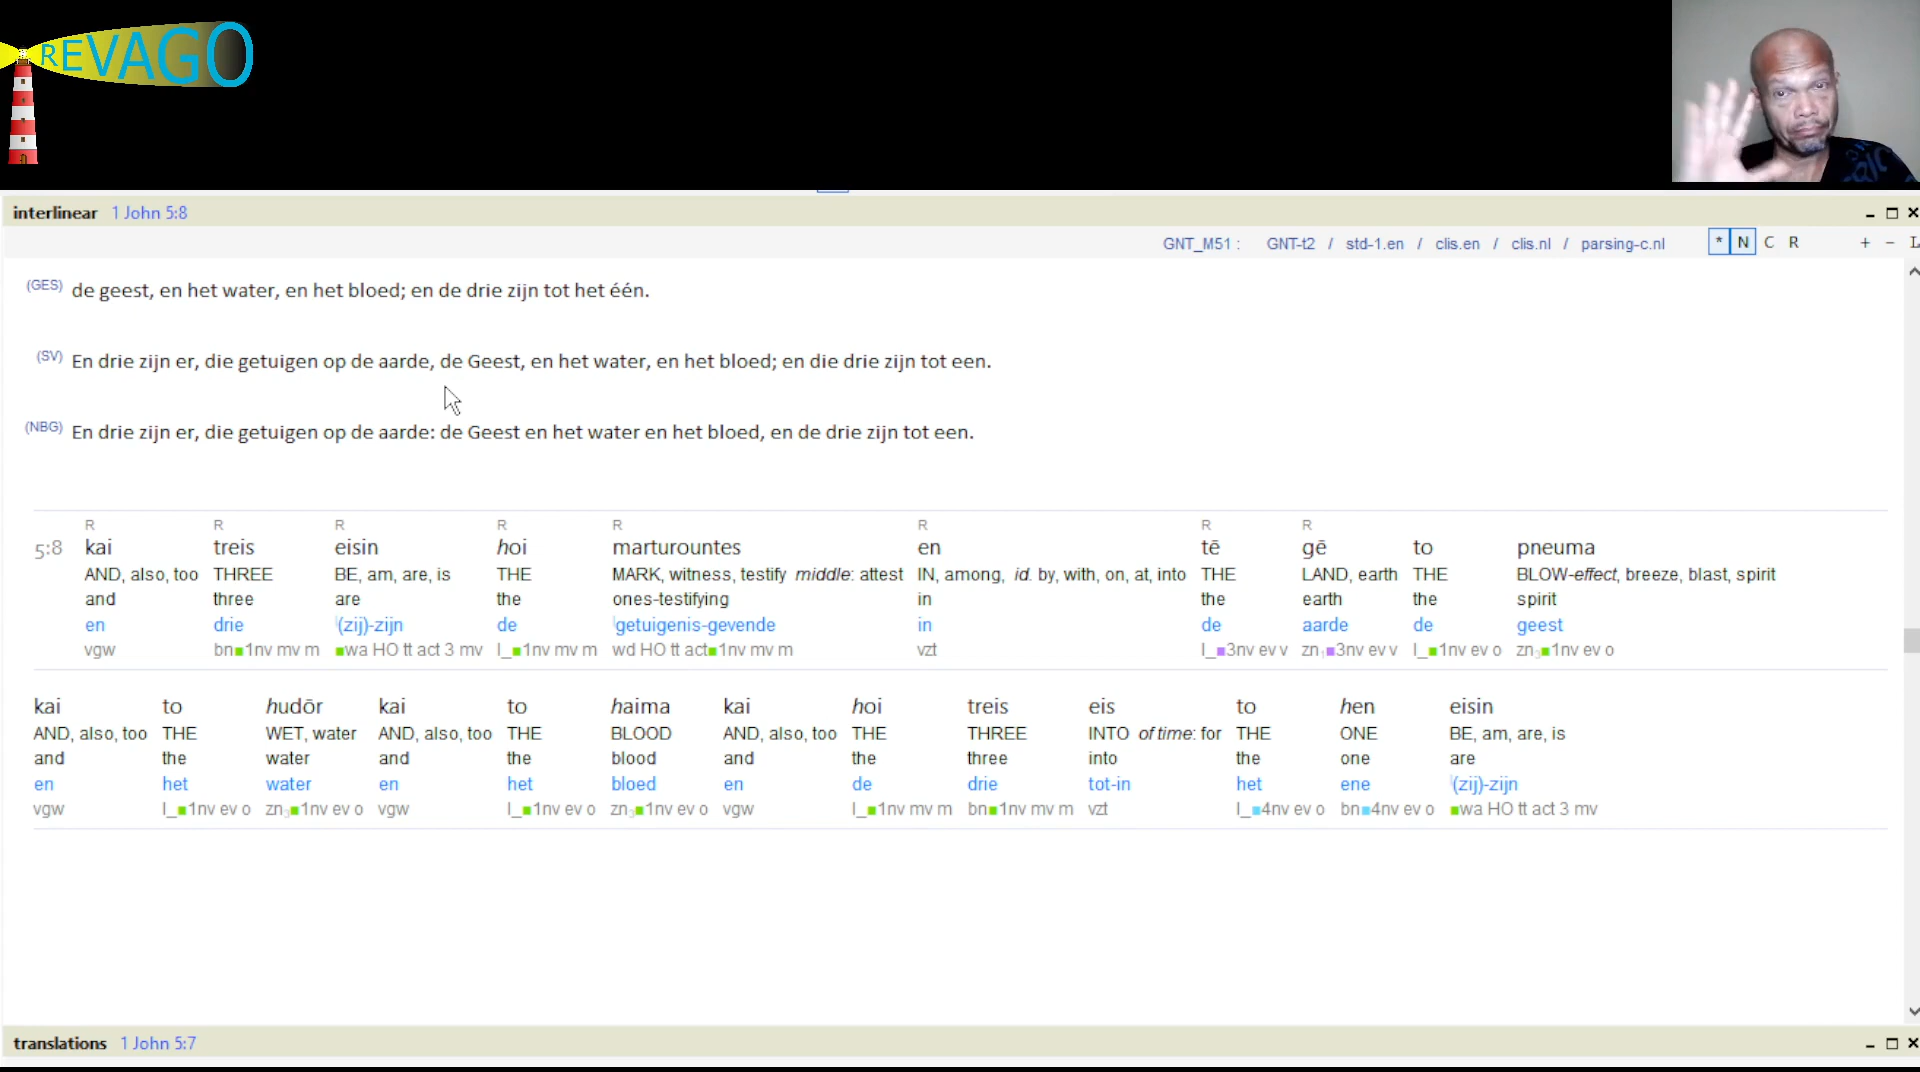 REVAGO
interlinear 1 John 5:8
GNT_M51 : GNT-t2 / std-1.en / clis.en / clis.nl / parsing-c.nl * N C R + − L
(GES) de geest, en het water, en het bloed; en de drie zijn tot het één.
(SV) En drie zijn er, die getuigen op de aarde, de Geest, en het water, en het bloed; en die drie zijn tot een.
(NBG) En drie zijn er, die getuigen op de aarde: de Geest en het water en het bloed, en de drie zijn tot een.
R R R R R R R R
5:8 kai treis eisin hoi marturountes en tē gē to pneuma
AND, also, too THREE BE, am, are, is THE MARK, witness, testify middle: attest IN, among, id. by, with, on, at, into THE LAND, earth THE BLOW-effect, breeze, blast, spirit
and three are the ones-testifying in the earth the spirit
en drie (zij)-zijn de getuigenis-gevende in de aarde de geest
vgw bn■1nv mv m ■wa HO tt act 3 mv l_■1nv mv m wd HO tt act■1nv mv m vzt l_■3nv ev v zn1■3nv ev v l_■1nv ev o zn3■1nv ev o
kai to hudōr kai to haima kai hoi treis eis to hen eisin
AND, also, too THE WET, water AND, also, too THE BLOOD AND, also, too THE THREE INTO of time: for THE ONE BE, am, are, is
and the water and the blood and the three into the one are
en het water en het bloed en de drie tot-in het ene (zij)-zijn
vgw l_■1nv ev o zn3■1nv ev o vgw l_■1nv ev o zn3■1nv ev o vgw l_■1nv mv m bn■1nv mv m vzt l_■4nv ev o bn■4nv ev o ■wa HO tt act 3 mv
translations 1 John 5:7